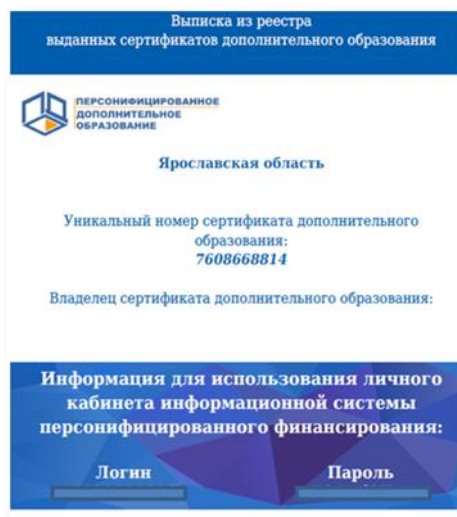 Выписка из реестра
выданных сертификатов дополнительного образования
ПЕРСОНИФИЦИРОВАННОЕ
ДОПОЛНИТЕЛЬНОЕ
ОБРАЗОВАНИЕ
Ярославская область
Уникальный номер сертификата дополнительного
образования:
7608668814
Владелец сертификата дополнительного образования:
Информация для использования личного
кабинета информационной системы
персонифицированного финансирования:
Логин Пароль